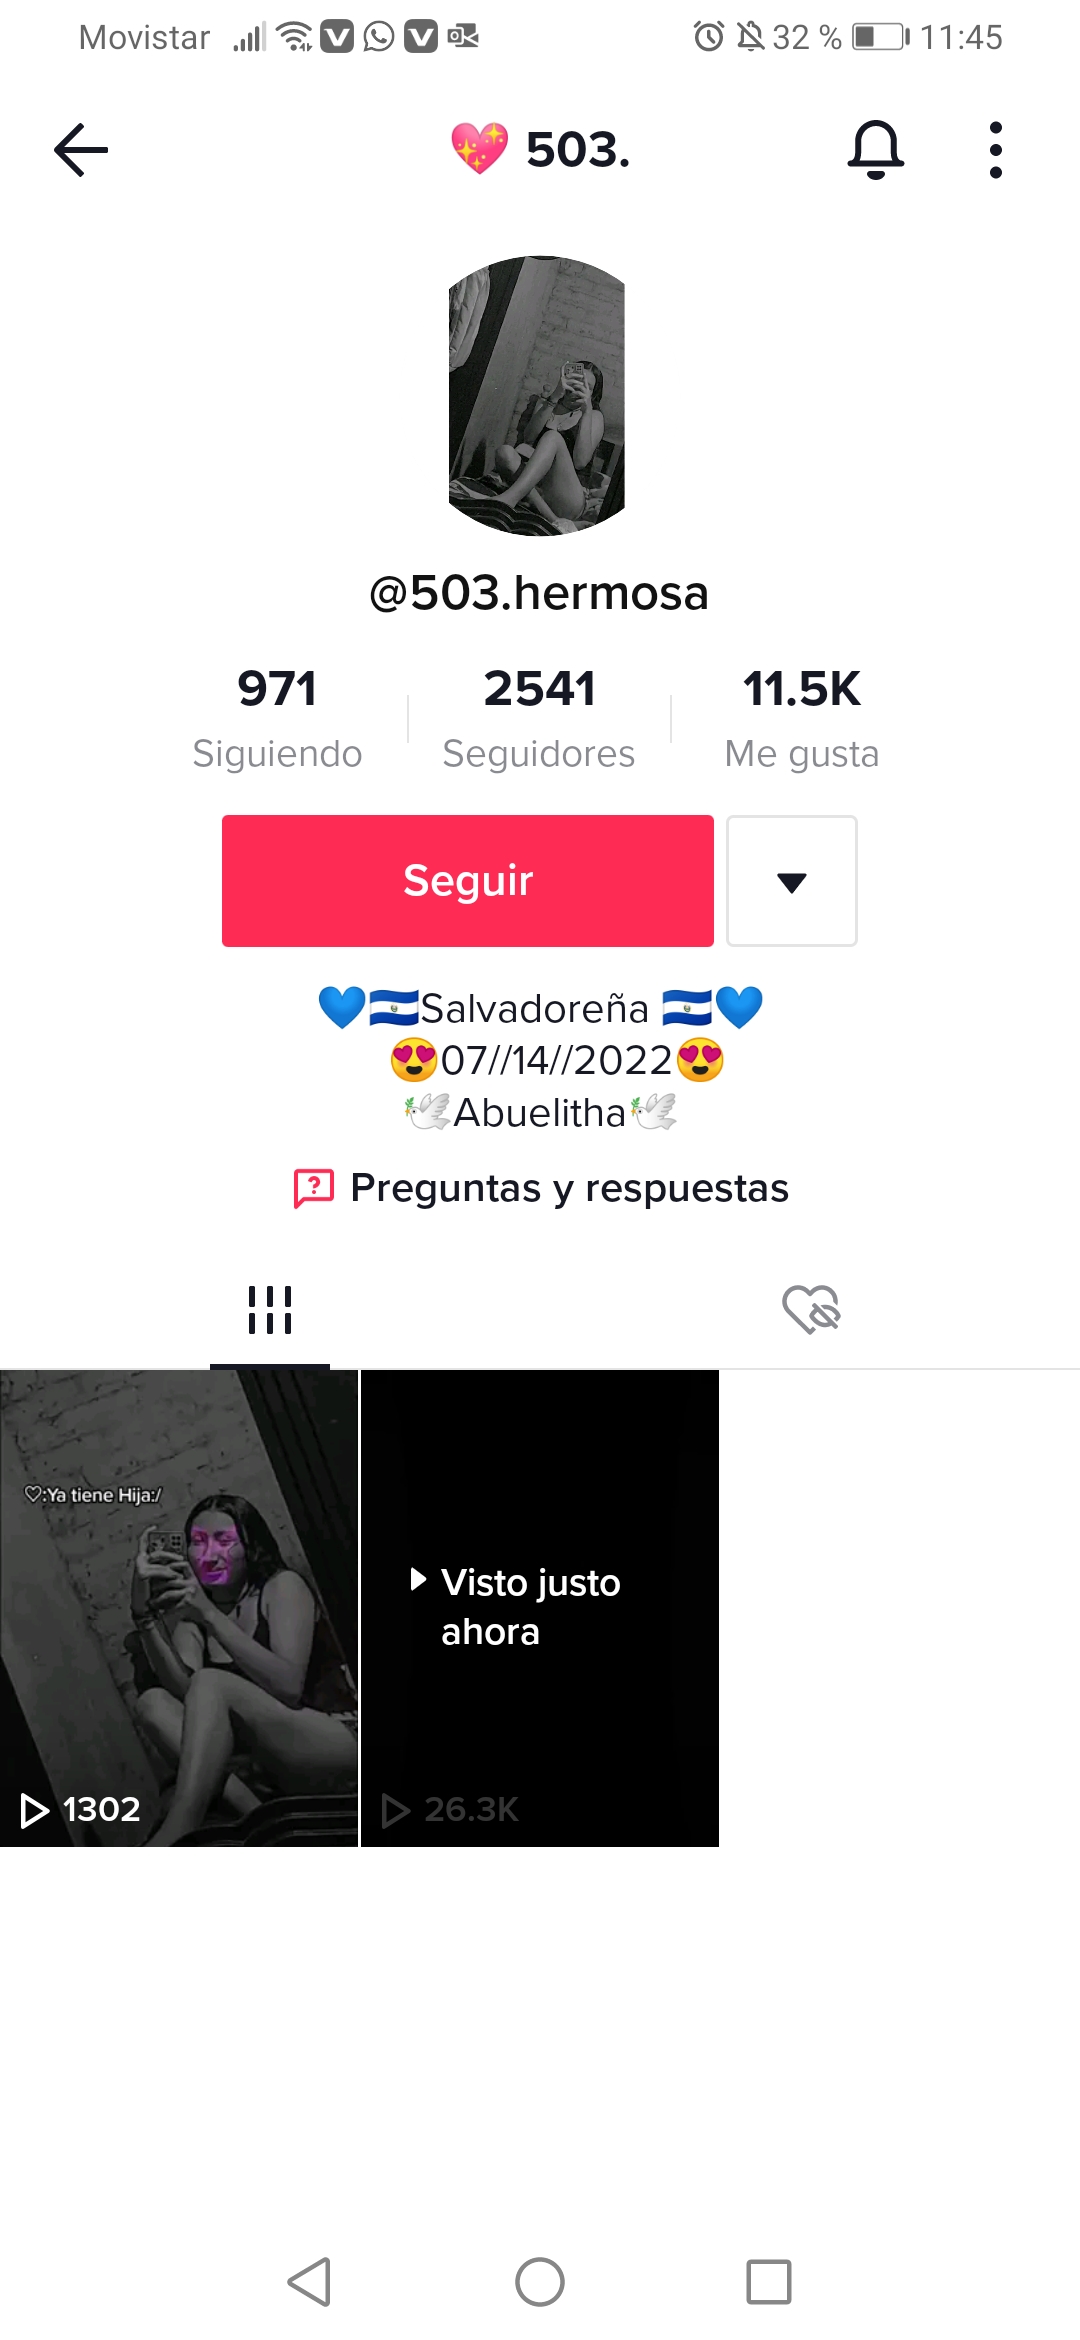 Movistar 32 % 11:45
💖 503.
@503.hermosa
971 2541 11.5K
Siguiendo Seguidores Me gusta
Seguir
💙🇸🇻Salvadoreña 🇸🇻💙
😍07//14//2022😍
🕊️Abuelitha🕊️
Preguntas y respuestas
♡:Ya tiene Hija:/
Visto justo
ahora
1302
26.3K